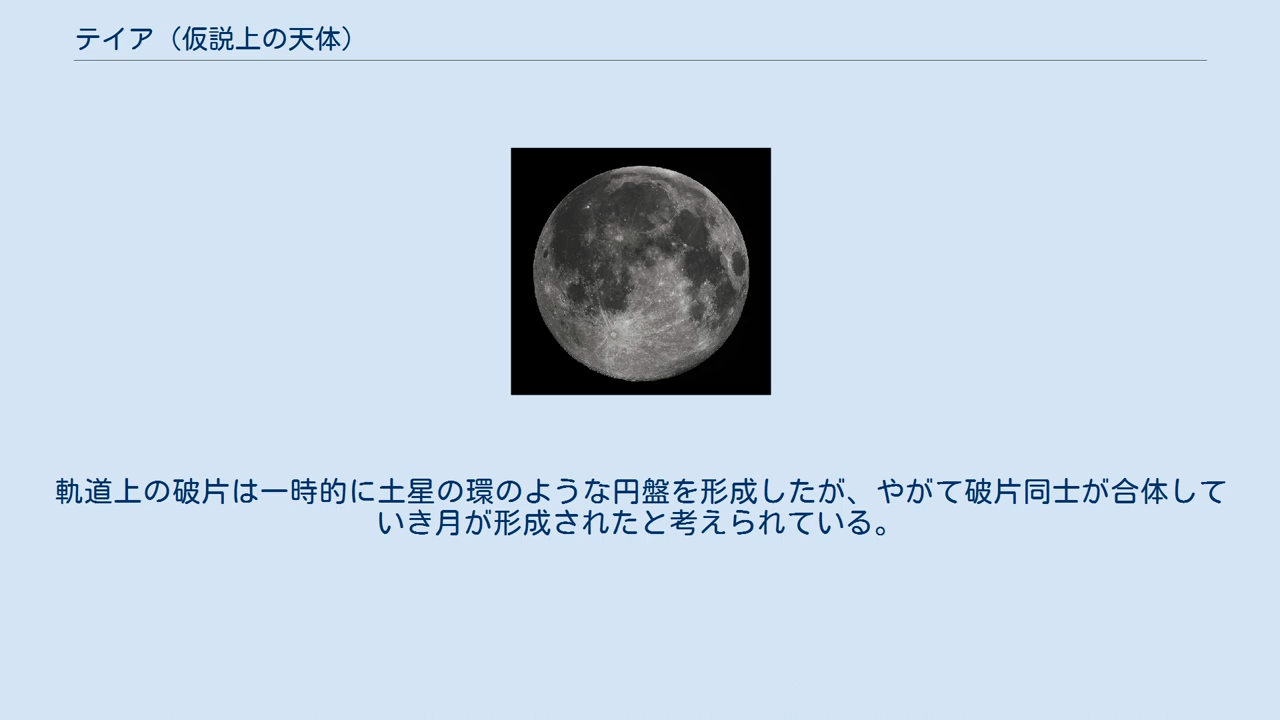 テイア（仮説上の天体）
軌道上の破片は一時的に土星の環のような円盤を形成したが、やがて破片同士が合体して
いき月が形成されたと考えられている。